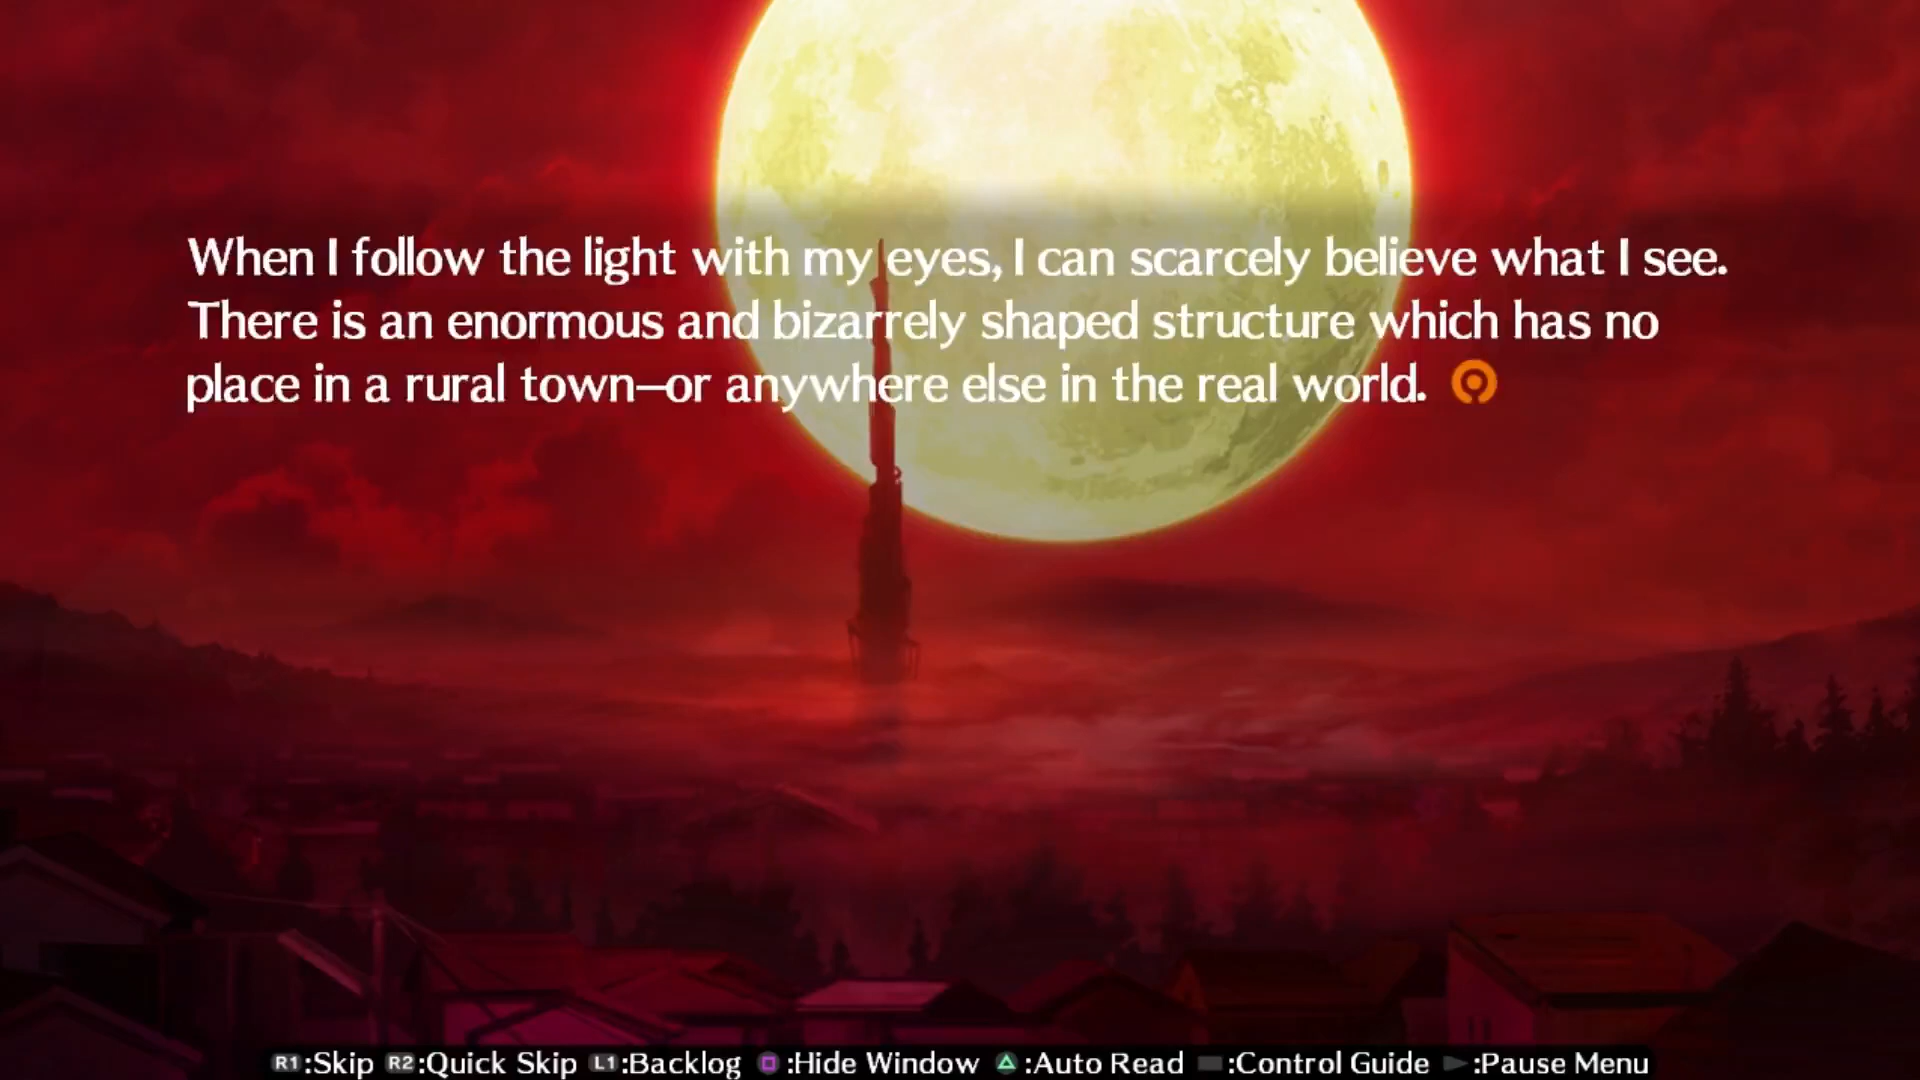 When I follow the light with my eyes, I can scarcely believe what I see.
There is an enormous and bizarrely shaped structure which has no
place in a rural town—or anywhere else in the real world.
R1:Skip R2:Quick Skip L1:Backlog :Hide Window :Auto Read :Control Guide :Pause Menu